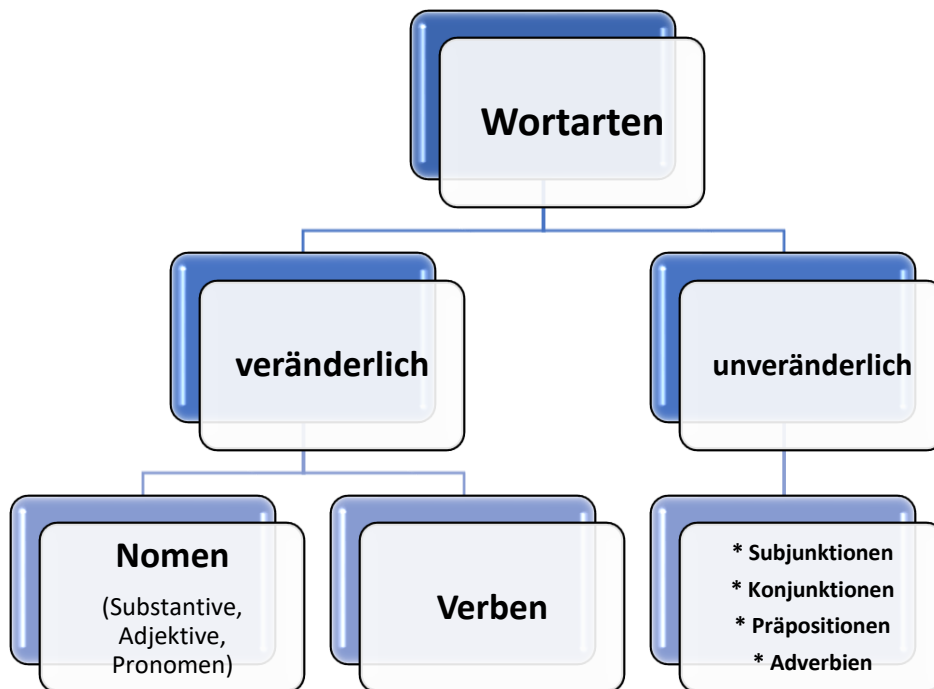 Wortarten
veränderlich
unveränderlich
Nomen
(Substantive,
Adjektive,
Pronomen)
Verben
* Subjunktionen
* Konjunktionen
* Präpositionen
* Adverbien